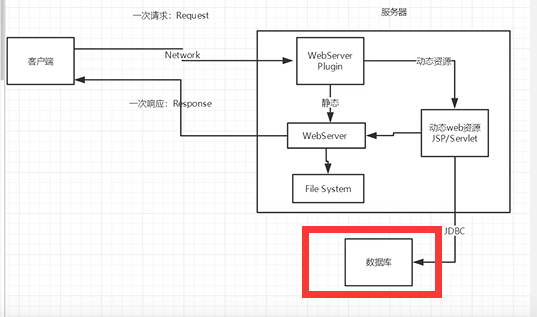 服务器
一次请求：Request
客户端
Network
WebServer
Plugin
动态资源
静态
一次响应：Response
WebServer
动态web资源
JSP/Servlet
File System
JDBC
数据库